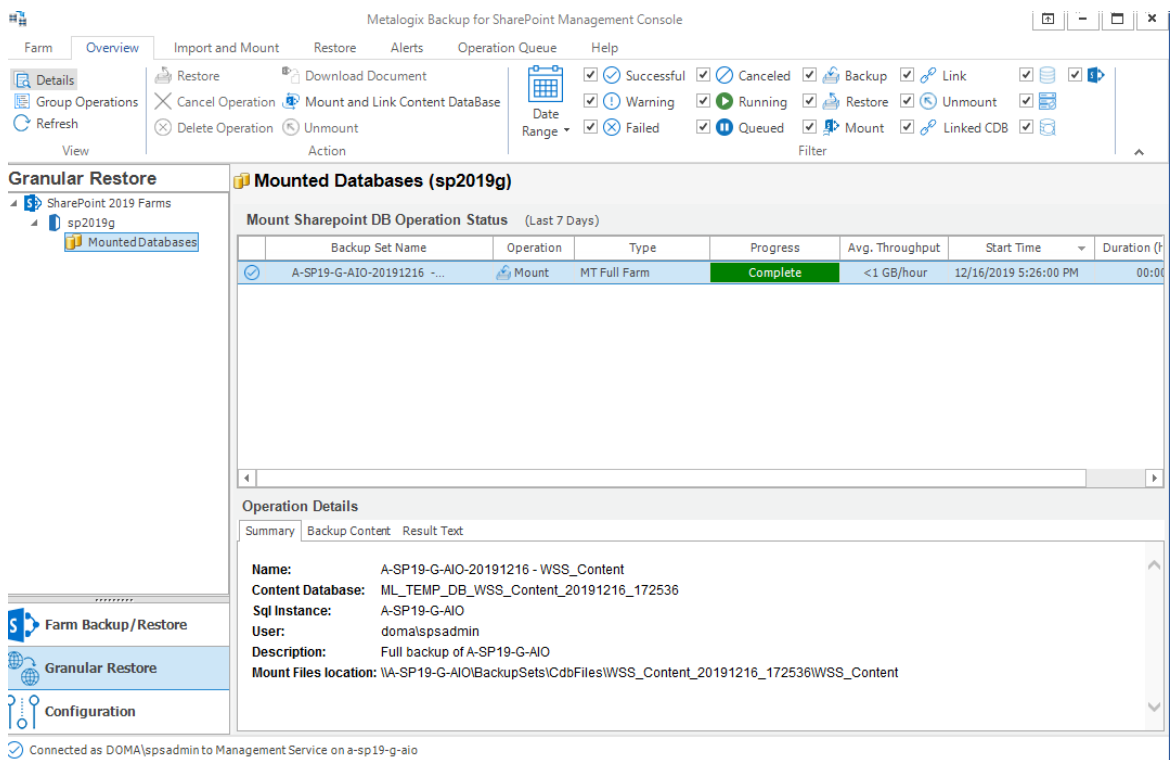 Metalogix Backup for SharePoint Management Console
Farm Overview Import and Mount Restore Alerts Operation Queue Help
Details Restore Download Document Successful Canceled Backup Link
Group Operations Cancel Operation Mount and Link Content DataBase Date Range Warning Running Restore Unmount
Refresh Delete Operation Unmount Failed Queued Mount Linked CDB
View Action Filter
Granular Restore
SharePoint 2019 Farms
sp2019g
Mounted Databases
Mounted Databases (sp2019g)
Mount Sharepoint DB Operation Status (Last 7 Days)
Backup Set Name Operation Type Progress Avg. Throughput Start Time Duration (h
A-SP19-G-AIO-20191216 -... Mount MT Full Farm Complete <1 GB/hour 12/16/2019 5:26:00 PM 00:00
Operation Details
Summary Backup Content Result Text
Name: A-SP19-G-AIO-20191216 - WSS_Content
Content Database: ML_TEMP_DB_WSS_Content_20191216_172536
Sql Instance: A-SP19-G-AIO
User: doma\spsadmin
Description: Full backup of A-SP19-G-AIO
Mount Files location: \\A-SP19-G-AIO\BackupSets\CdbFiles\WSS_Content_20191216_172536\WSS_Content
Farm Backup/Restore
Granular Restore
Configuration
Connected as DOMA\spsadmin to Management Service on a-sp19-g-aio